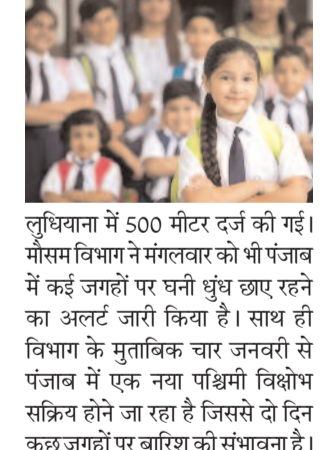 लुधियाना में 500 मीटर दर्ज की गई।
मौसम विभाग ने मंगलवार को भी पंजाब
में कई जगहों पर घनी धुंध छाए रहने
का अलर्ट जारी किया है। साथ ही
विभाग के मुताबिक चार जनवरी से
पंजाब में एक नया पश्चिमी विक्षोभ
सक्रिय होने जा रहा है जिससे दो दिन
कुछ जगहों पर बारिश की संभावना है।